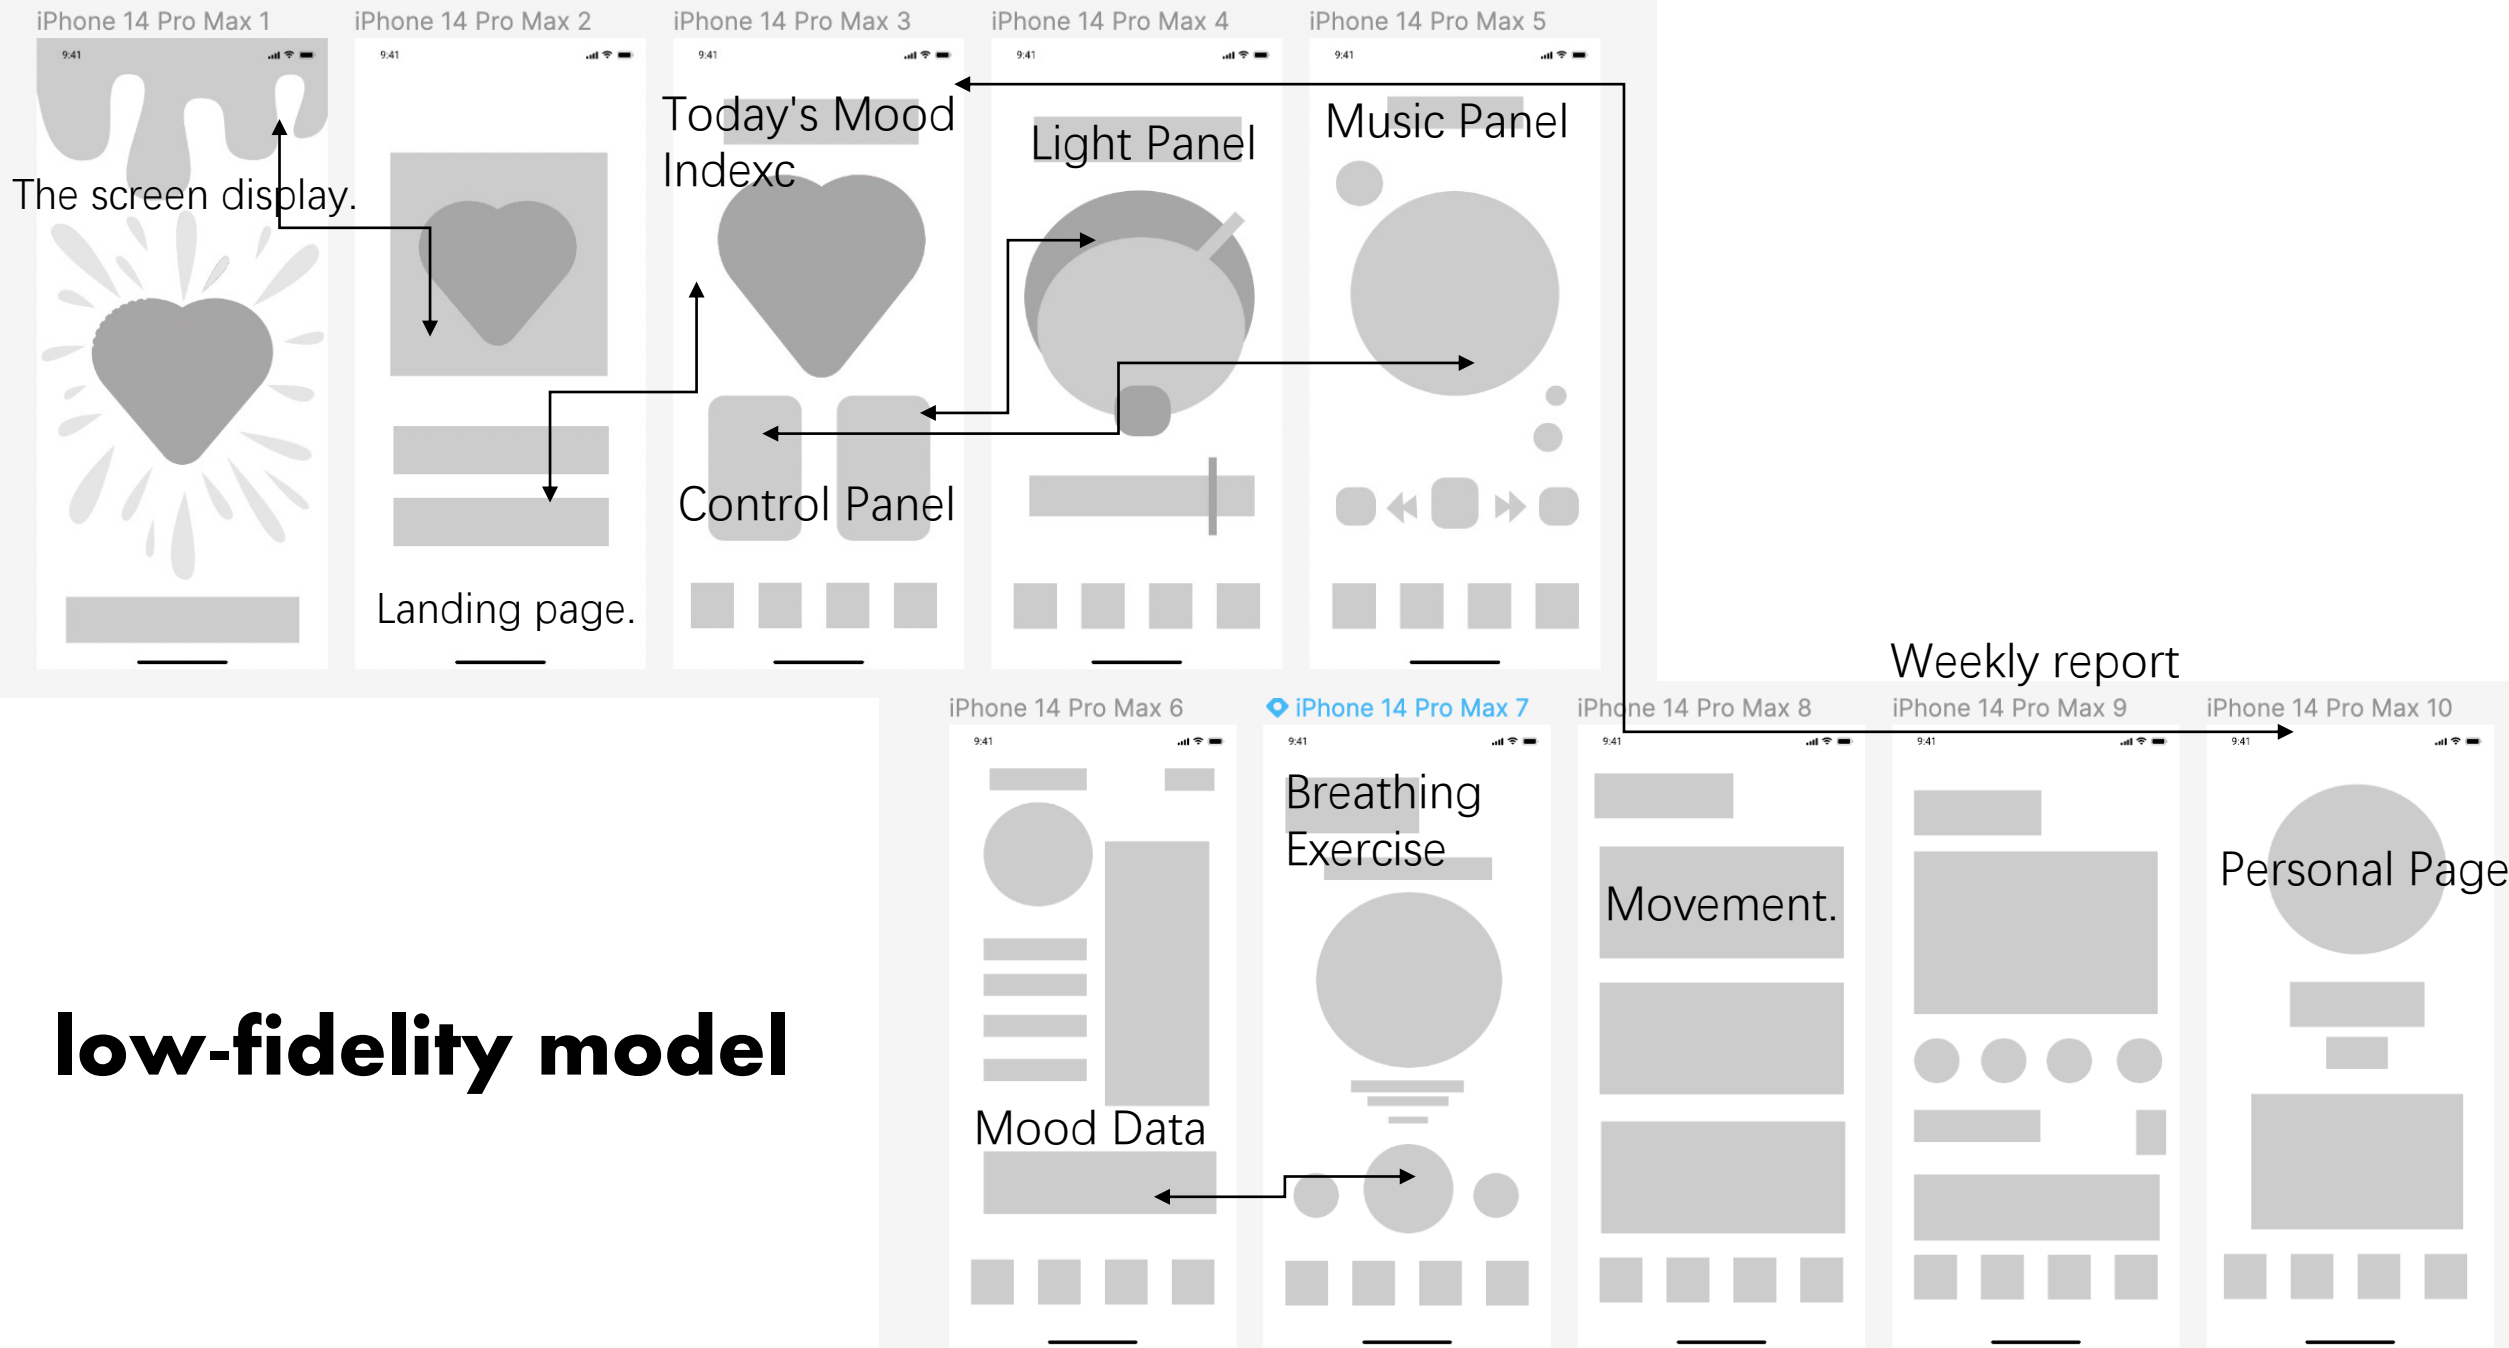 iPhone 14 Pro Max 1
iPhone 14 Pro Max 2
iPhone 14 Pro Max 3
iPhone 14 Pro Max 4
iPhone 14 Pro Max 5
9:41
9:41
9:41
9:41
9:41
Today's Mood
Indexc
Light Panel
Music Panel
The screen display.
Control Panel
Landing page.
Weekly report
iPhone 14 Pro Max 6
iPhone 14 Pro Max 7
iPhone 14 Pro Max 8
iPhone 14 Pro Max 9
iPhone 14 Pro Max 10
9:41
9:41
9:41
9:41
9:41
Breathing
Exercise
Movement.
Personal Page
Mood Data
low-fidelity model